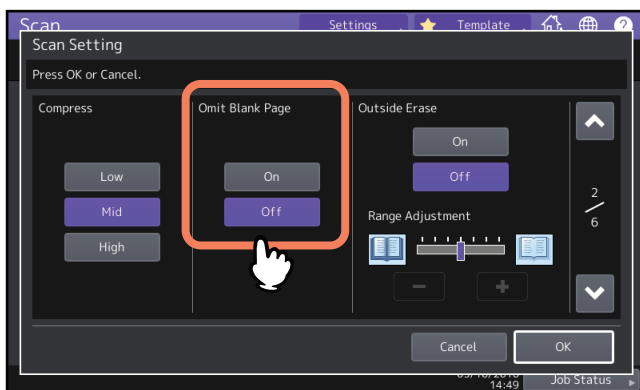 Scan
Settings
Template
?
Scan Setting
Press OK or Cancel.
Compress
Low
Mid
High
Omit Blank Page
On
Off
Outside Erase
On
Off
Range Adjustment
2
6
Cancel
OK
14:49
Job Status